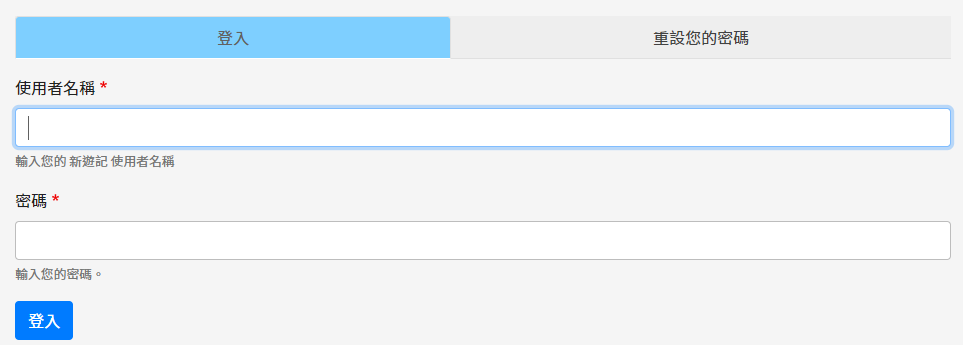 登入
重設您的密碼
使用者名稱 *
輸入您的 新遊記 使用者名稱
密碼 *
輸入您的密碼。
登入